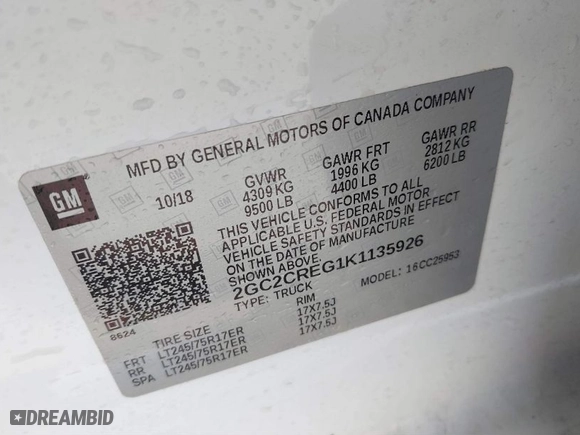 MFD BY GENERAL MOTORS OF CANADA COMPANY
GM
10/18
GVWR
4309 KG
9500 LB
GAWR FRT
1996 KG
4400 LB
GAWR RR
2812 KG
6200 LB
THIS VEHICLE CONFORMS TO ALL
APPLICABLE U.S. FEDERAL MOTOR
VEHICLE SAFETY STANDARDS IN EFFECT
ON THE DATE OF MANUFACTURE
SHOWN ABOVE.
2GC2CREG1K1135926
TYPE: TRUCK
MODEL: 16CC25953
8624
TIRE SIZE
RIM
FRT LT245/75R17ER 17X7.5J
RR LT245/75R17ER 17X7.5J
SPA LT245/75R17ER 17X7.5J
DREAMBID